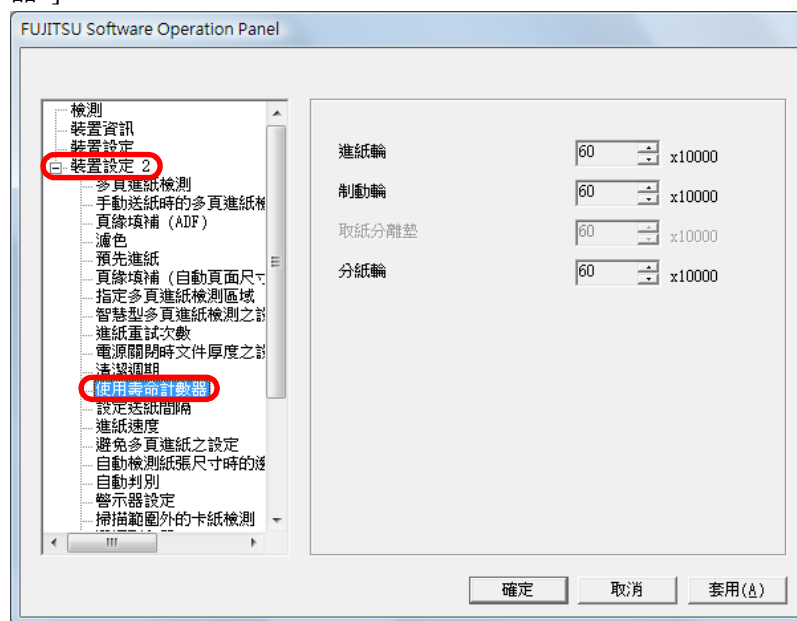 器]
FUJITSU Software Operation Panel
檢測
裝置資訊
裝置設定
裝置設定 2
多頁進紙檢測
手動送紙時的多頁進紙檢
頁緣填補 (ADF)
濾色
預先進紙
頁緣填補 (自動頁面尺寸
指定多頁進紙檢測區域
智慧型多頁進紙檢測之設
進紙重試次數
電源關閉時文件厚度之設
清潔週期
使用壽命計數器
設定送紙間隔
進紙速度
避免多頁進紙之設定
自動檢測紙張尺寸時的遮
自動判別
警示器設定
掃描範圍外的卡紙檢測
進紙輪 60 x10000
制動輪 60 x10000
取紙分離墊 60 x10000
分紙輪 60 x10000
確定 取消 套用(A)